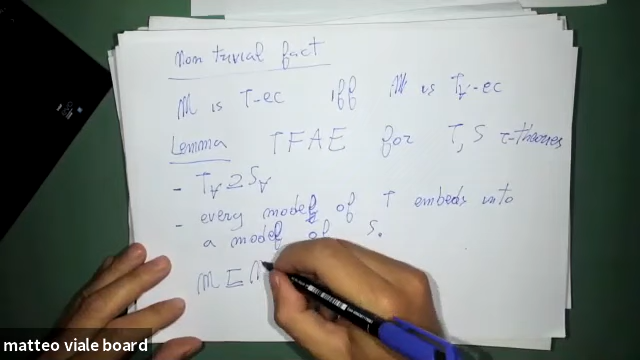 Non trivial fact
M is T-ec iff M is T∀-ec
Lemma TFAE for T, S τ-theories
- T∀ ⊇ S∀
- every model of T embeds into
a model of S.
M ⊑
matteo viale board